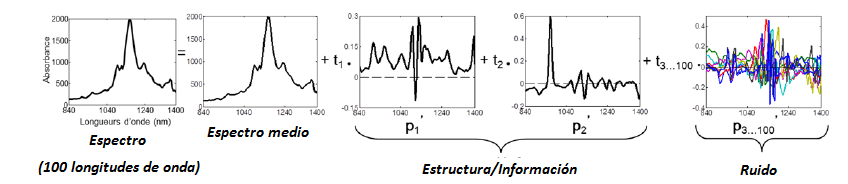 2000
1500
1000
500
0
Absorbance
840 1040 1240 1400
Longueurs d'onde (nm)
=
2000
1500
1000
500
0
840 1040 1240 1400
+ t₁•
0.3
0.15
0
-0.15
840 1040 1240 1400
p₁'
+ t₂•
0.6
0.4
0.2
0
-0.2
840 1040 1240 1400
p₂'
+ t₃...₁₀₀•
0.4
0.2
0
-0.2
-0.4
840 1040 1240 1400
p₃...₁₀₀'
Espectro
(100 longitudes de onda)
Espectro medio
Estructura/Información
Ruido